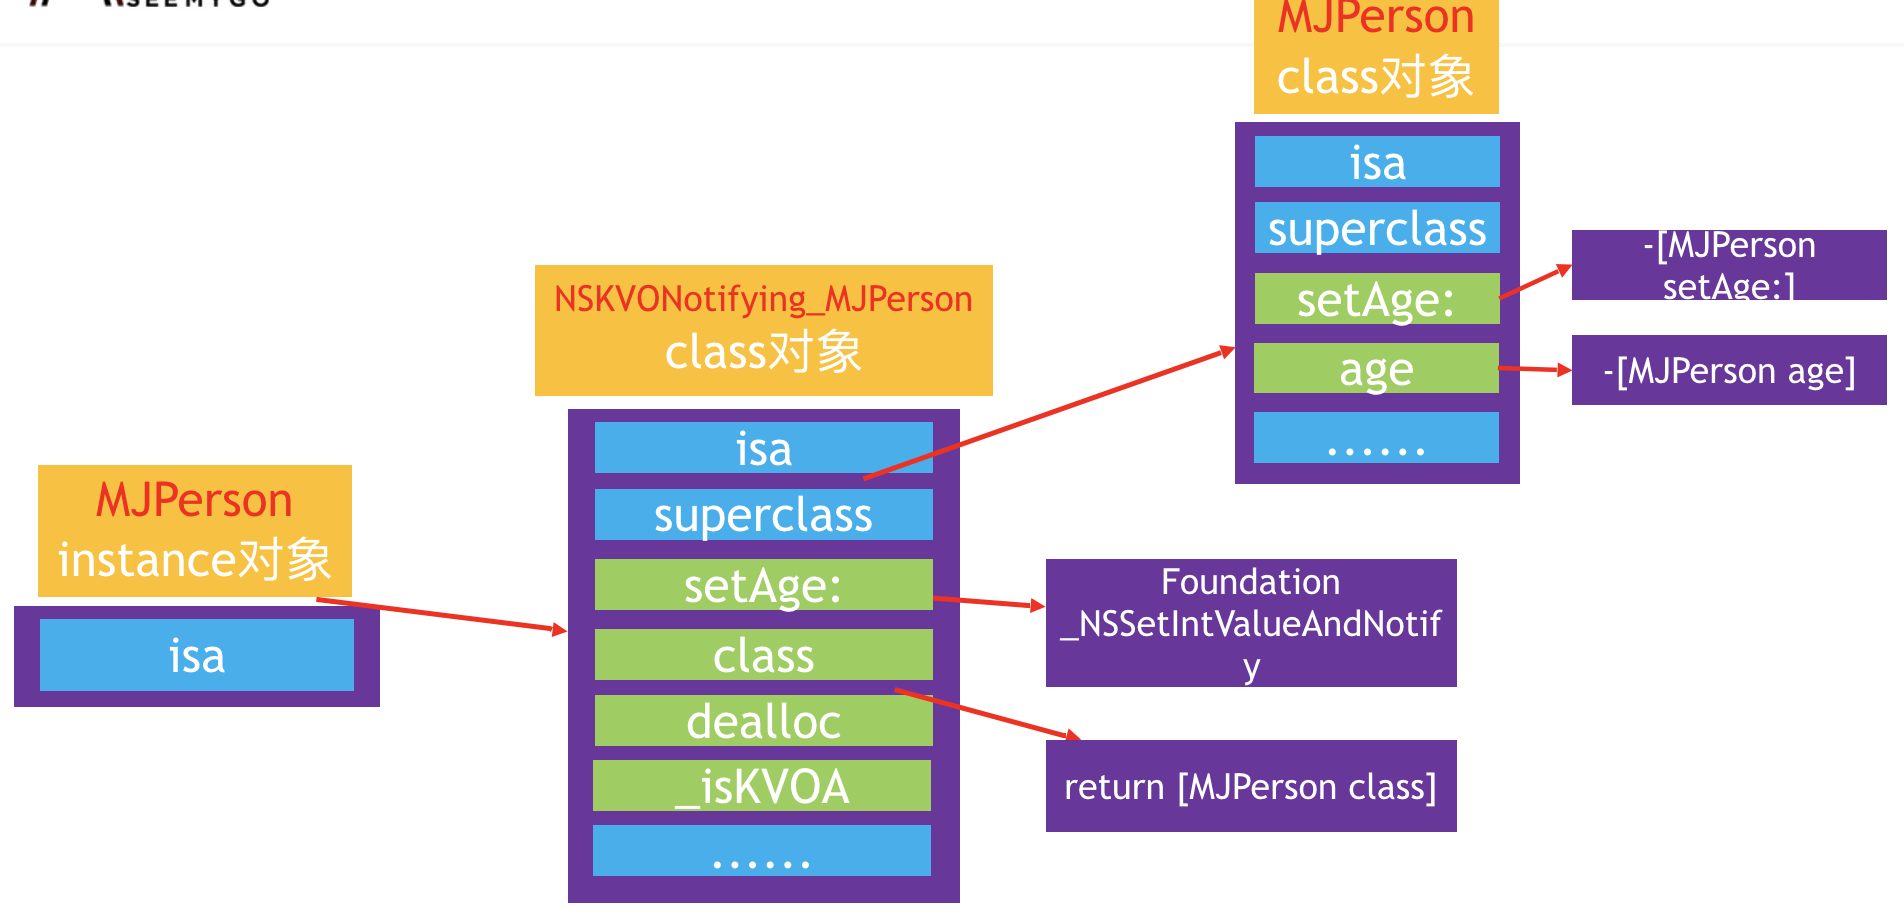 SEEMYGO
MJPerson
class对象
isa
superclass
setAge:
age
......
-[MJPerson
setAge:]
-[MJPerson age]
NSKVONotifying_MJPerson
class对象
isa
superclass
setAge:
class
dealloc
_isKVOA
......
Foundation
_NSSetIntValueAndNotif
y
return [MJPerson class]
MJPerson
instance对象
isa